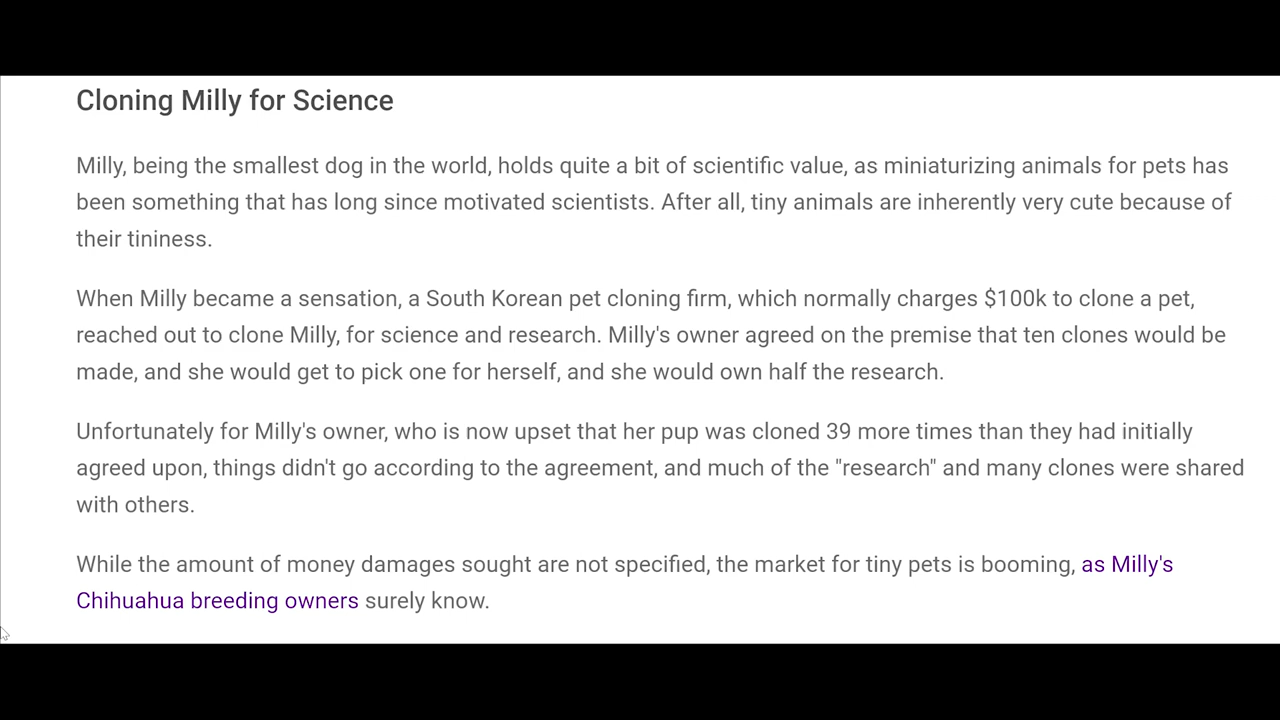 Cloning Milly for Science
Milly, being the smallest dog in the world, holds quite a bit of scientific value, as miniaturizing animals for pets has
been something that has long since motivated scientists. After all, tiny animals are inherently very cute because of
their tininess.
When Milly became a sensation, a South Korean pet cloning firm, which normally charges $100k to clone a pet,
reached out to clone Milly, for science and research. Milly's owner agreed on the premise that ten clones would be
made, and she would get to pick one for herself, and she would own half the research.
Unfortunately for Milly's owner, who is now upset that her pup was cloned 39 more times than they had initially
agreed upon, things didn't go according to the agreement, and much of the "research" and many clones were shared
with others.
While the amount of money damages sought are not specified, the market for tiny pets is booming, as Milly's
Chihuahua breeding owners surely know.